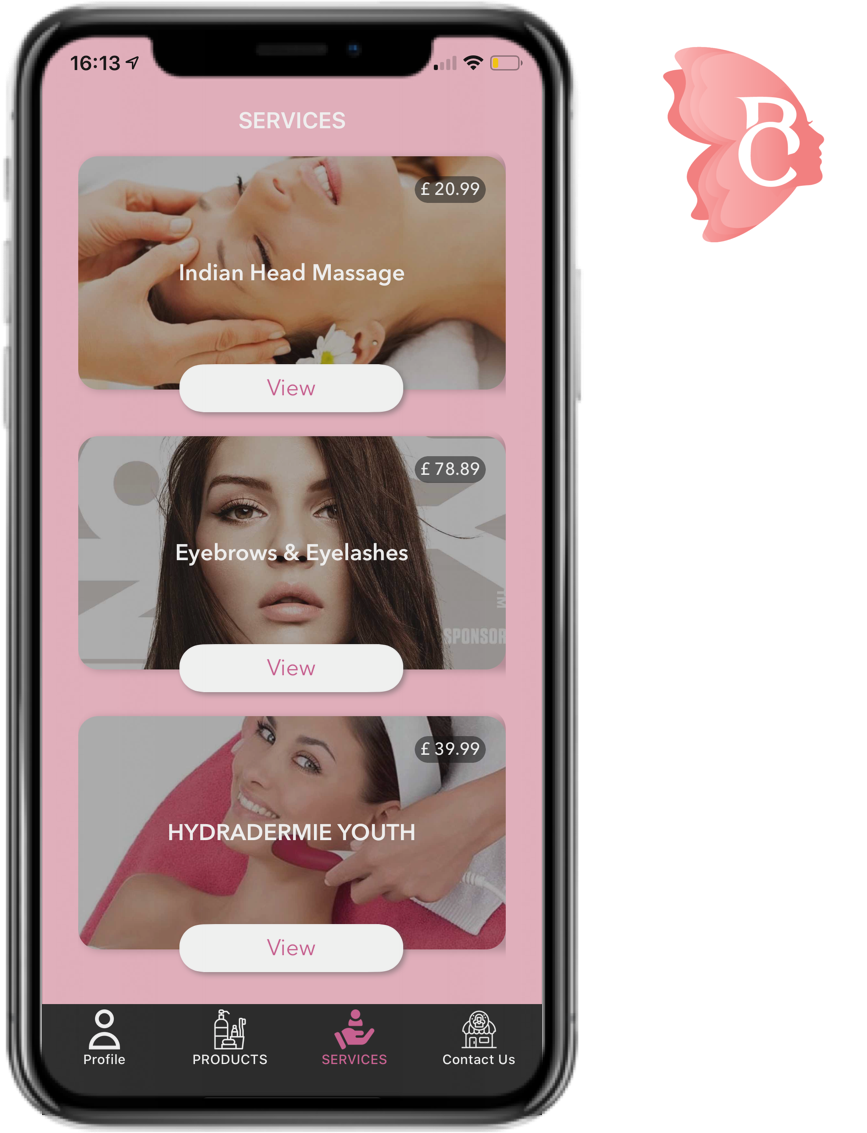 16:13
SERVICES
£ 20.99
Indian Head Massage
View
£ 78.89
Eyebrows & Eyelashes
TM
SPONSOR
View
£ 39.99
HYDRADERMIE YOUTH
View
Profile
PRODUCTS
SERVICES
Contact Us
BC